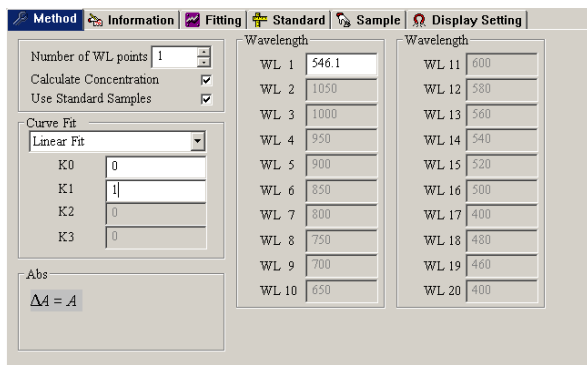 Method Information Fitting Standard Sample Display Setting
Number of WL points 1
Calculate Concentration
Use Standard Samples
Curve Fit
Linear Fit
K0 0
K1 1
K2 0
K3 0
Abs
ΔA = A
Wavelength
WL 1 546.1
WL 2 1050
WL 3 1000
WL 4 950
WL 5 900
WL 6 850
WL 7 800
WL 8 750
WL 9 700
WL 10 650
Wavelength
WL 11 600
WL 12 580
WL 13 560
WL 14 540
WL 15 520
WL 16 500
WL 17 400
WL 18 480
WL 19 460
WL 20 400